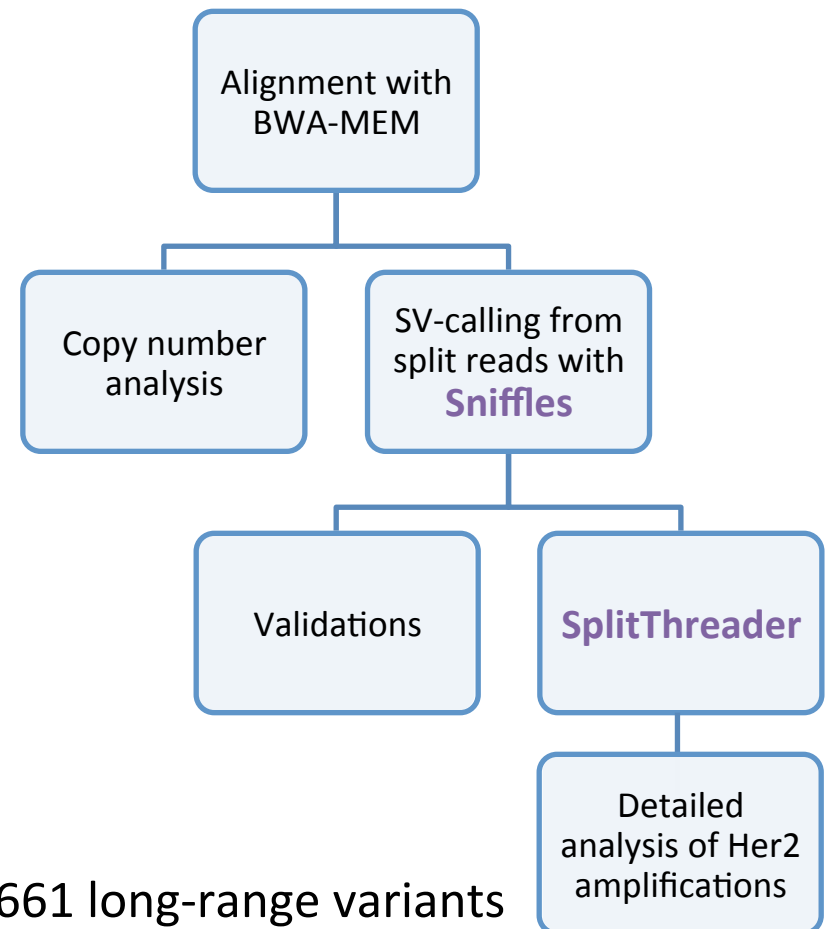 Alignment with
BWA-MEM
Copy number
analysis
SV-calling from
split reads with
Sniffles
Validations
SplitThreader
Detailed
analysis of Her2
amplifications
661 long-range variants